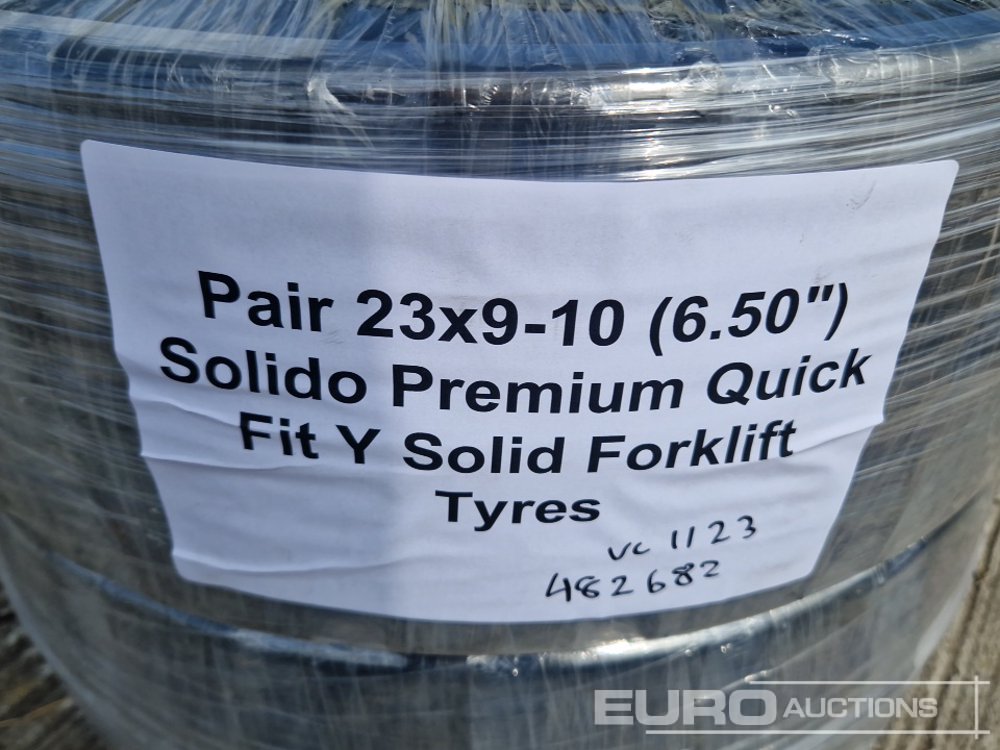 Pair 23x9-10 (6.50")
Solido Premium Quick
Fit Y Solid Forklift
Tyres
VC 1123
482682
EURO AUCTIONS